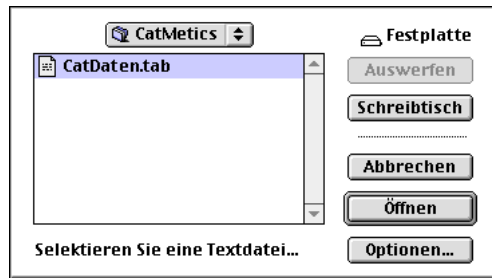 CatMetics
Festplatte
CatDaten.tab
Auswerfen
Schreibtisch
Abbrechen
Öffnen
Selektieren Sie eine Textdatei...
Optionen...